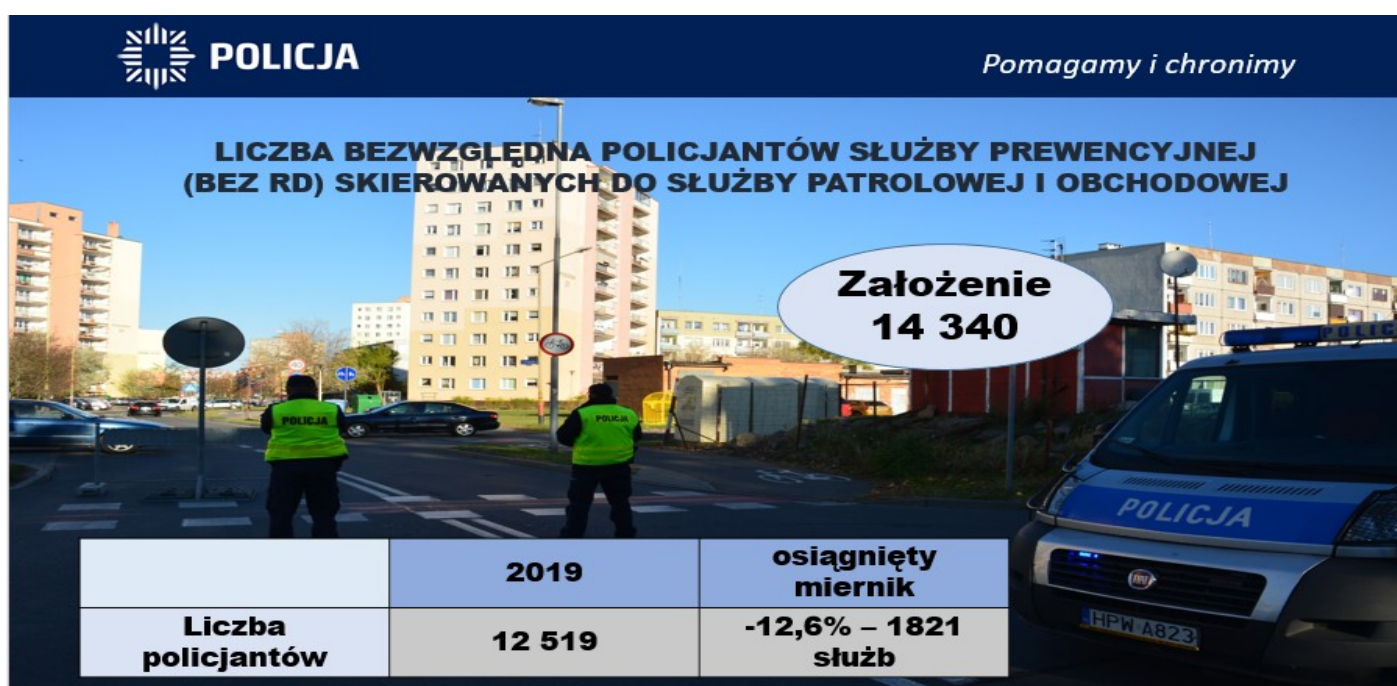 POLICJA
Pomagamy i chronimy
LICZBA BEZWZGLĘDNA POLICJANTÓW SŁUŻBY PREWENCYJNEJ
(BEZ RD) SKIEROWANYCH DO SŁUŻBY PATROLOWEJ I OBCHODOWEJ
Założenie
14 340
POLICJA
POLICJA
POLIC
POLICJA
HPW A823
2019
osiągnięty
miernik
Liczba
policjantów
12 519
-12,6% – 1821
służb